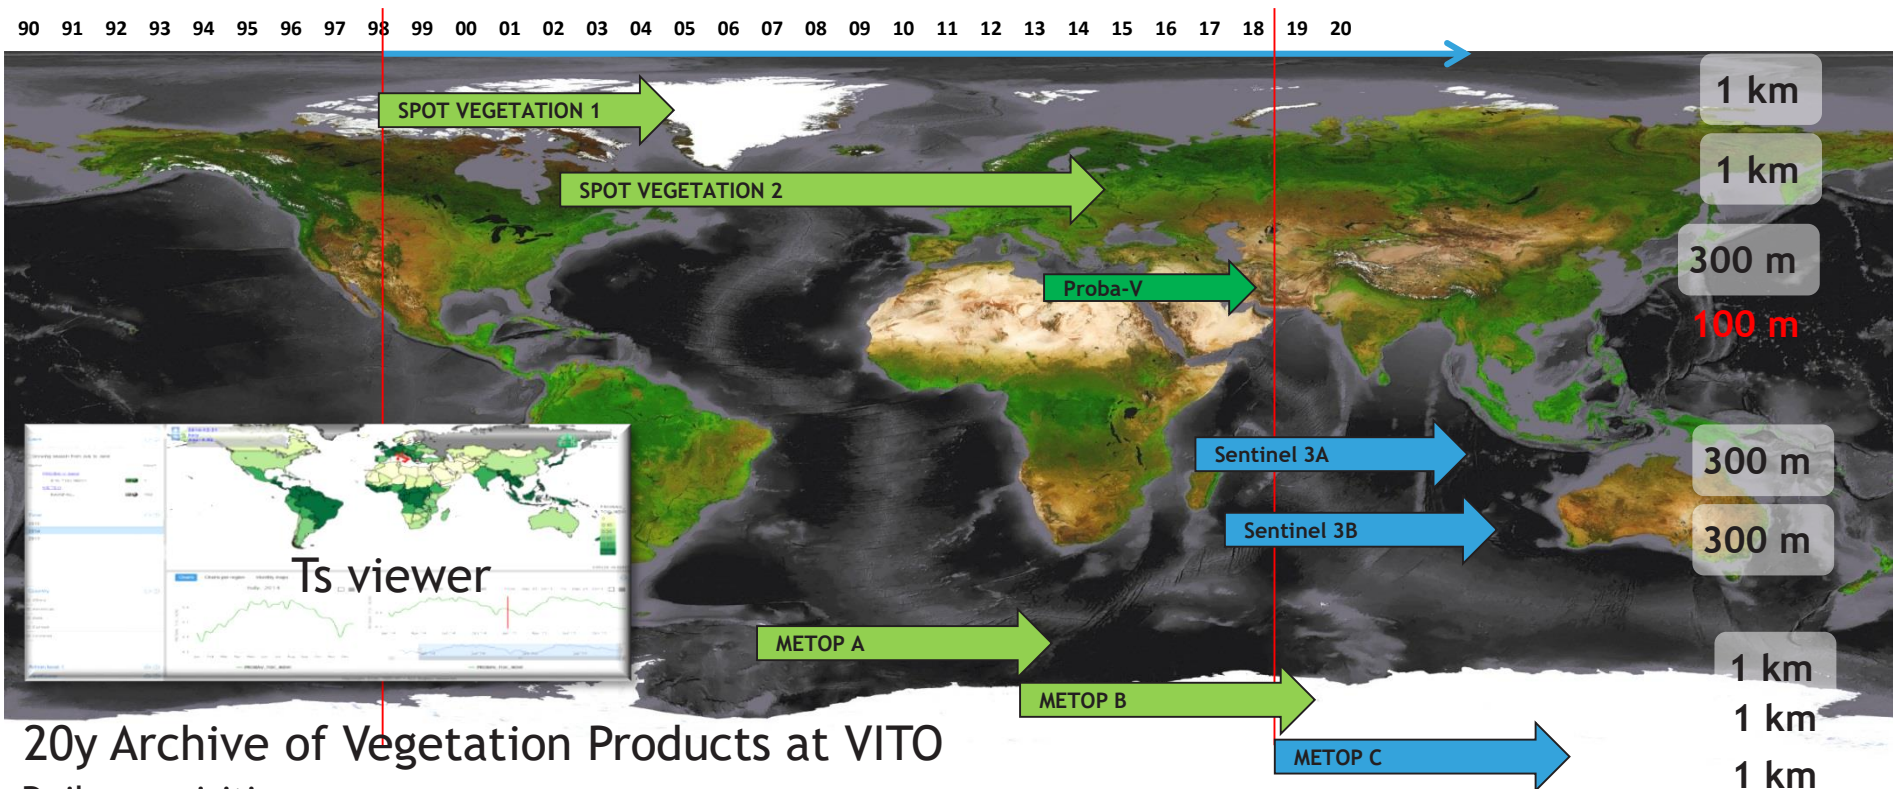 90 91 92 93 94 95 96 97 98 99 00 01 02 03 04 05 06 07 08 09 10 11 12 13 14 15 16 17 18 19 20
SPOT VEGETATION 1
1 km
SPOT VEGETATION 2
1 km
Proba-V
300 m
100 m
Sentinel 3A
300 m
Sentinel 3B
300 m
Ts viewer
METOP A
1 km
METOP B
1 km
METOP C
1 km
20y Archive of Vegetation Products at VITO